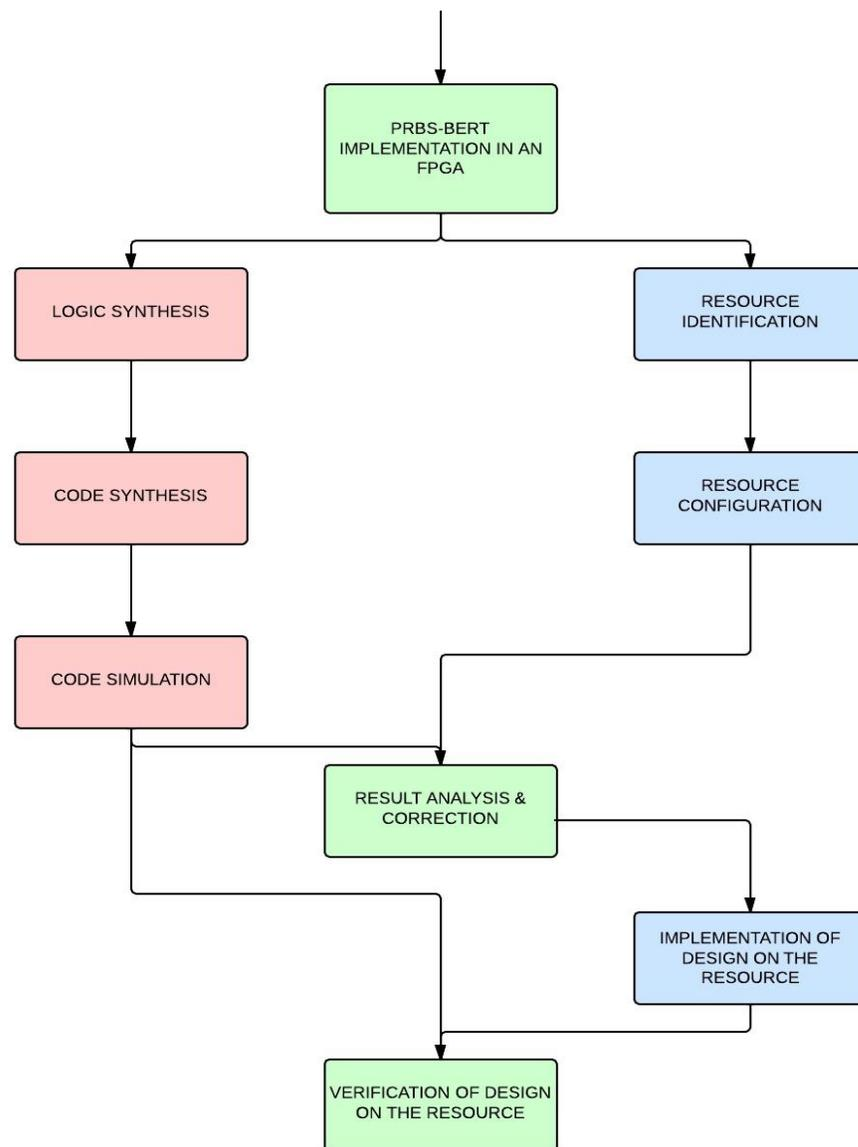 PRBS-BERT
IMPLEMENTATION IN AN
FPGA
LOGIC SYNTHESIS
RESOURCE
IDENTIFICATION
CODE SYNTHESIS
RESOURCE
CONFIGURATION
CODE SIMULATION
RESULT ANALYSIS &
CORRECTION
IMPLEMENTATION OF
DESIGN ON THE
RESOURCE
VERIFICATION OF DESIGN
ON THE RESOURCE